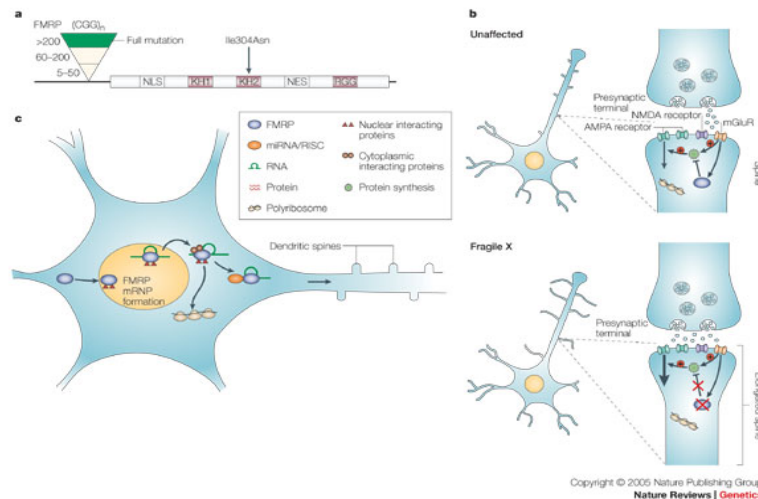 a
FMRP (CGG)n
>200
60–200
5–50
Full mutation
Ile304Asn
NLS KH1 KH2 NES RGG
b
Unaffected
Presynaptic
terminal
NMDA receptor
mGluR
AMPA receptor
c
FMRP
miRNA/RISC
RNA
Protein
Polyribosome
Nuclear interacting
proteins
Cytoplasmic
interacting proteins
Protein synthesis
FMRP
mRNP
formation
Dendritic spines
Fragile X
Presynaptic
terminal
Copyright © 2005 Nature Publishing Group
Nature Reviews | Genetics